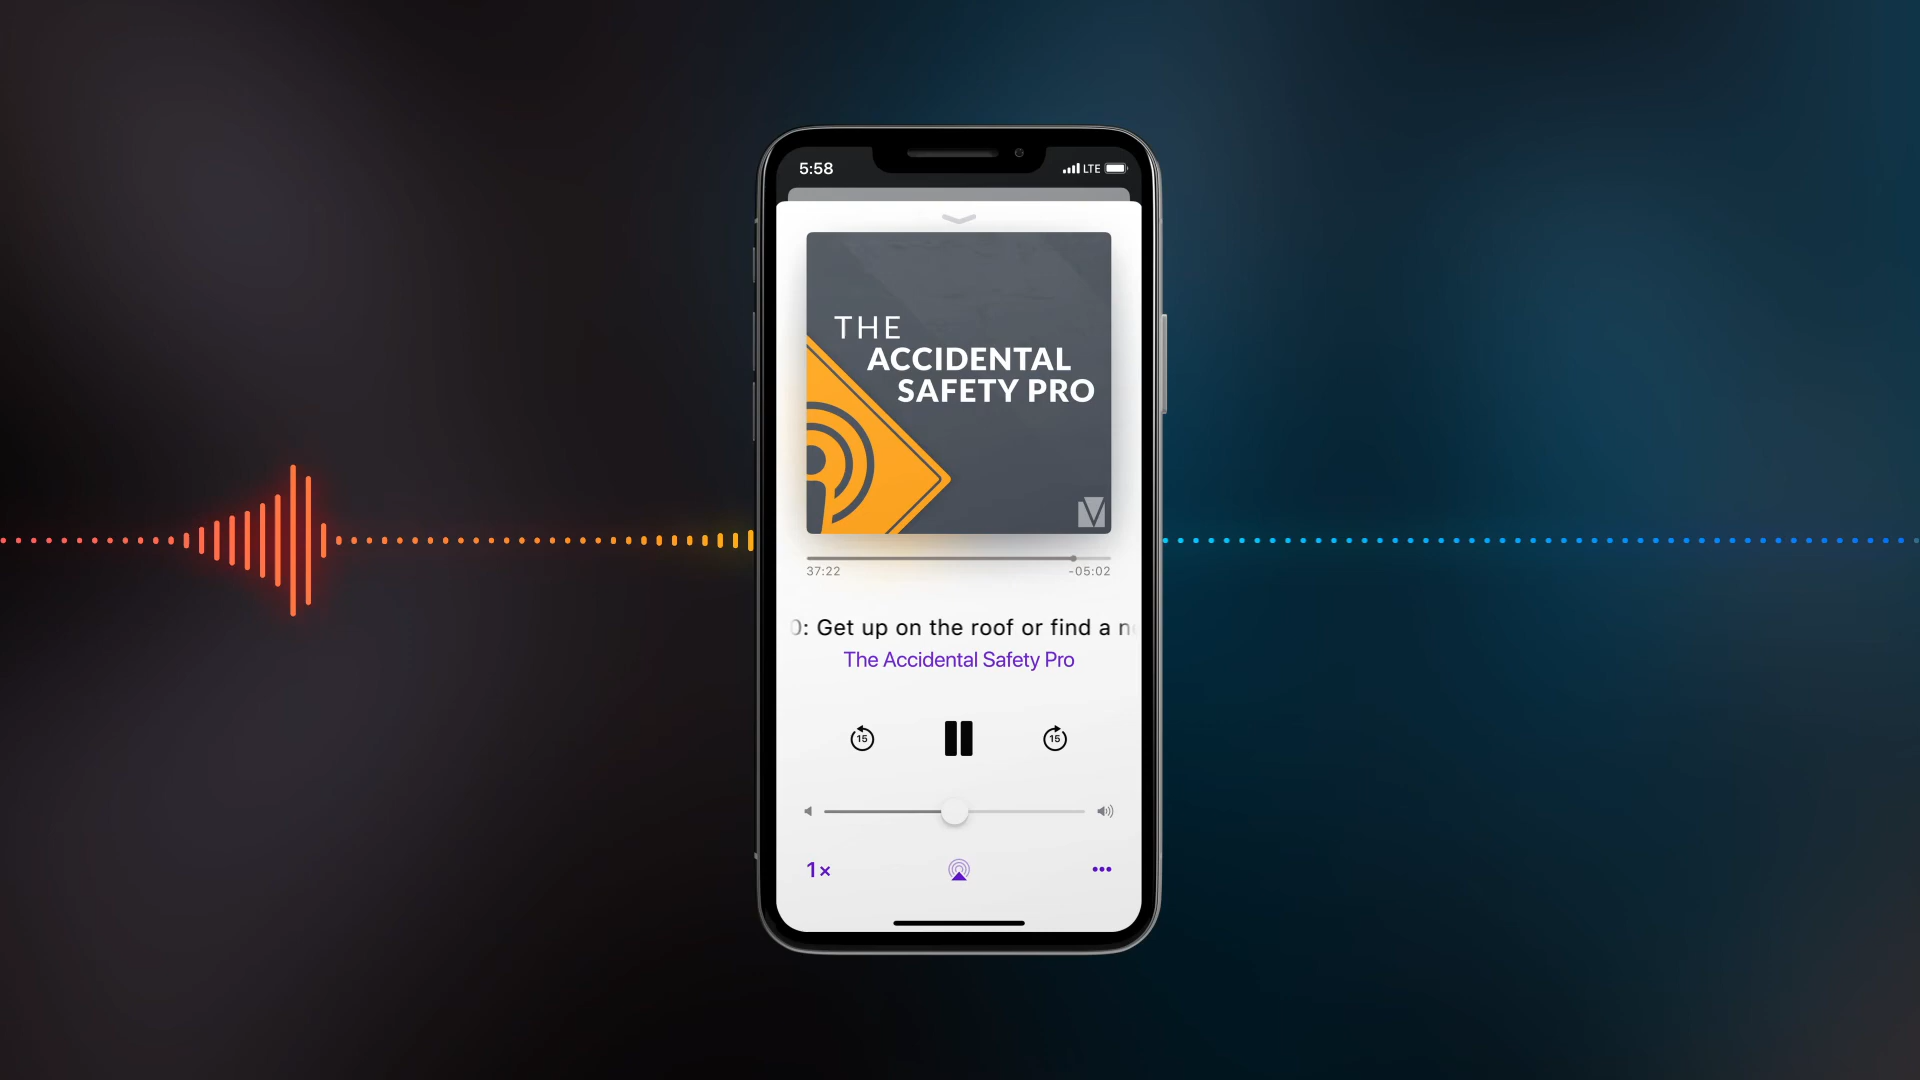 5:58
LTE
THE
ACCIDENTAL
SAFETY PRO
37:22
-05:02
0: Get up on the roof or find a n
The Accidental Safety Pro
15
15
1×